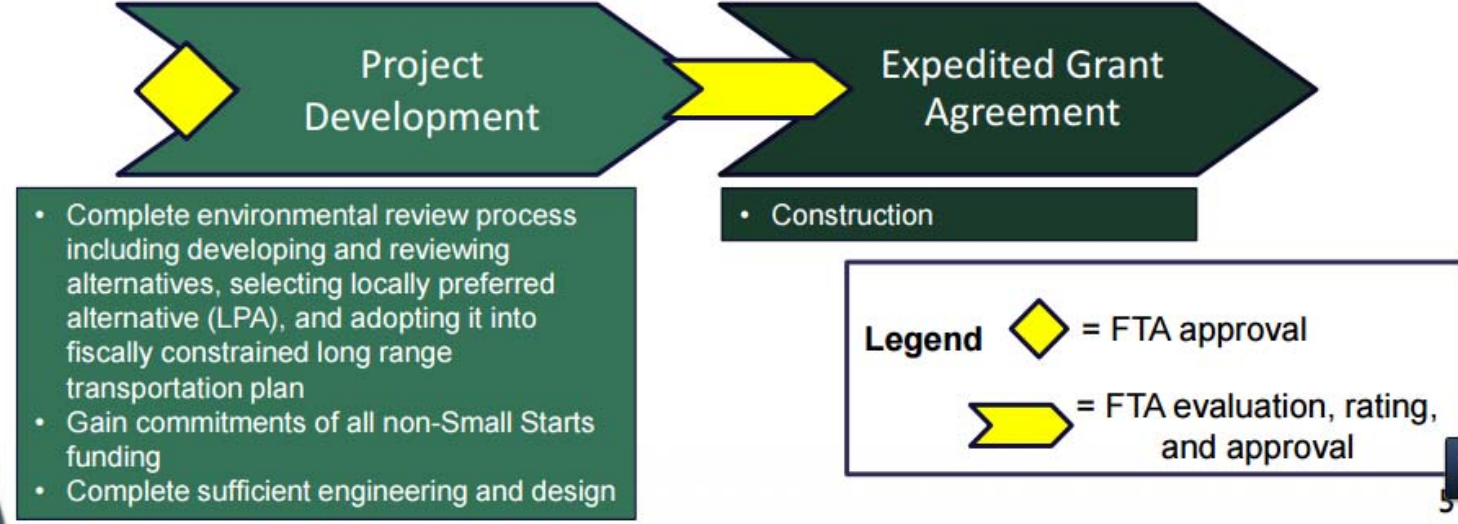 Project
Development
Expedited Grant
Agreement
• Complete environmental review process
including developing and reviewing
alternatives, selecting locally preferred
alternative (LPA), and adopting it into
fiscally constrained long range
transportation plan
• Gain commitments of all non-Small Starts
funding
• Complete sufficient engineering and design
• Construction
Legend
= FTA approval
= FTA evaluation, rating,
and approval
5